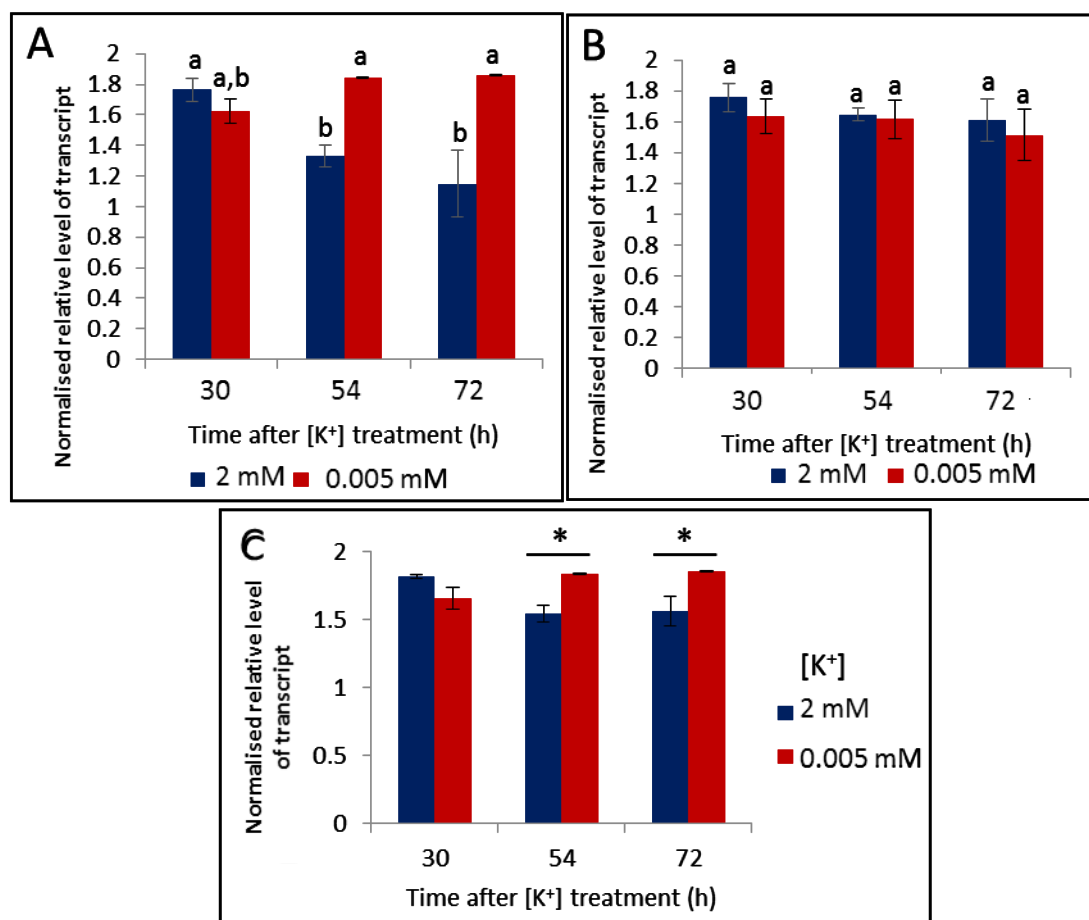 A
Normalised relative level of transcript
2
1.8
1.6
1.4
1.2
1
0.8
0.6
0.4
0.2
0
a
a,b
b
a
b
a
30
54
72
Time after [K⁺] treatment (h)
2 mM
0.005 mM
B
Normalised relative level of transcript
2
1.8
1.6
1.4
1.2
1
0.8
0.6
0.4
0.2
0
a
a
a
a
a
a
30
54
72
Time after [K⁺] treatment (h)
2 mM
0.005 mM
C
Normalised relative level
of transcript
2
1.5
1
0.5
0
*
*
30
54
72
Time after [K⁺] treatment (h)
[K⁺]
2 mM
0.005 mM